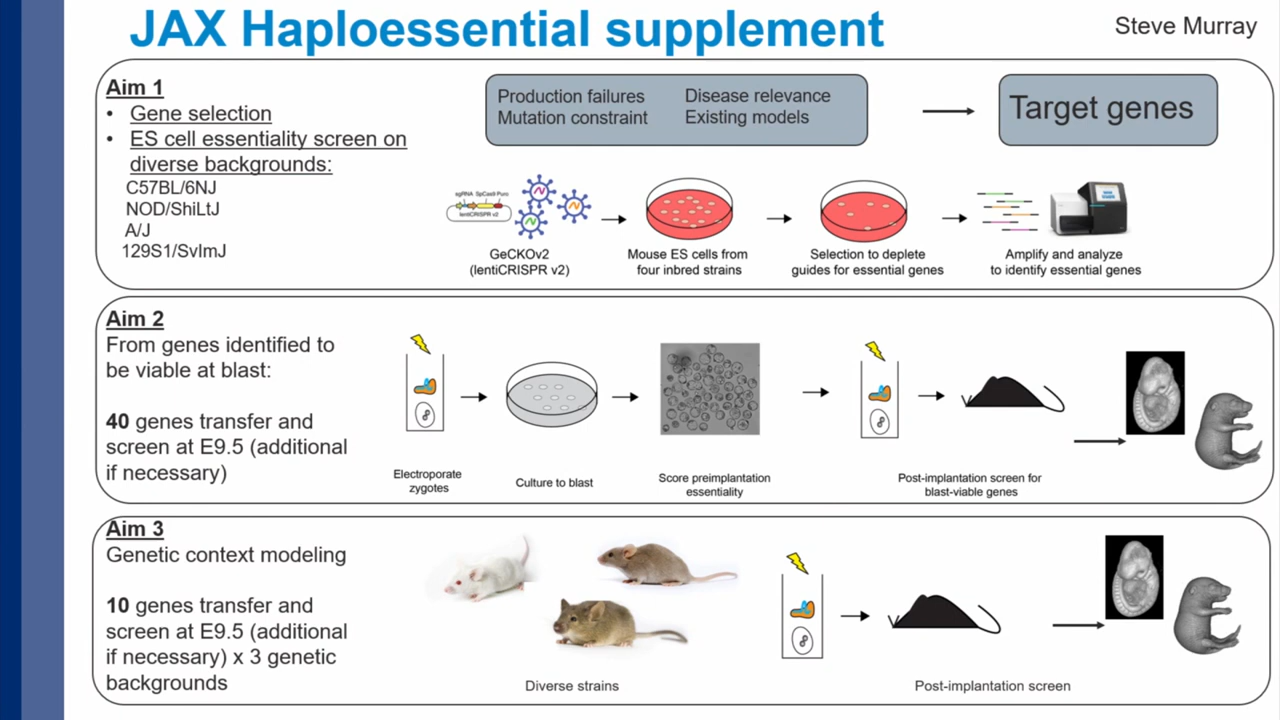 JAX Haploessential supplement
Steve Murray
Aim 1
• Gene selection
• ES cell essentiality screen on
diverse backgrounds:
C57BL/6NJ
NOD/ShiLtJ
A/J
129S1/SvImJ
Production failures
Mutation constraint
Disease relevance
Existing models
Target genes
sgRNA SpCas9 Puro
lentiCRISPR v2
GeCKOv2
(lentiCRISPR v2)
Mouse ES cells from
four inbred strains
Selection to deplete
guides for essential genes
Amplify and analyze
to identify essential genes
Aim 2
From genes identified to
be viable at blast:
40 genes transfer and
screen at E9.5 (additional
if necessary)
Electroporate
zygotes
Culture to blast
Score preimplantation
essentiality
Post-implantation screen for
blast-viable genes
Aim 3
Genetic context modeling
10 genes transfer and
screen at E9.5 (additional
if necessary) x 3 genetic
backgrounds
Diverse strains
Post-implantation screen